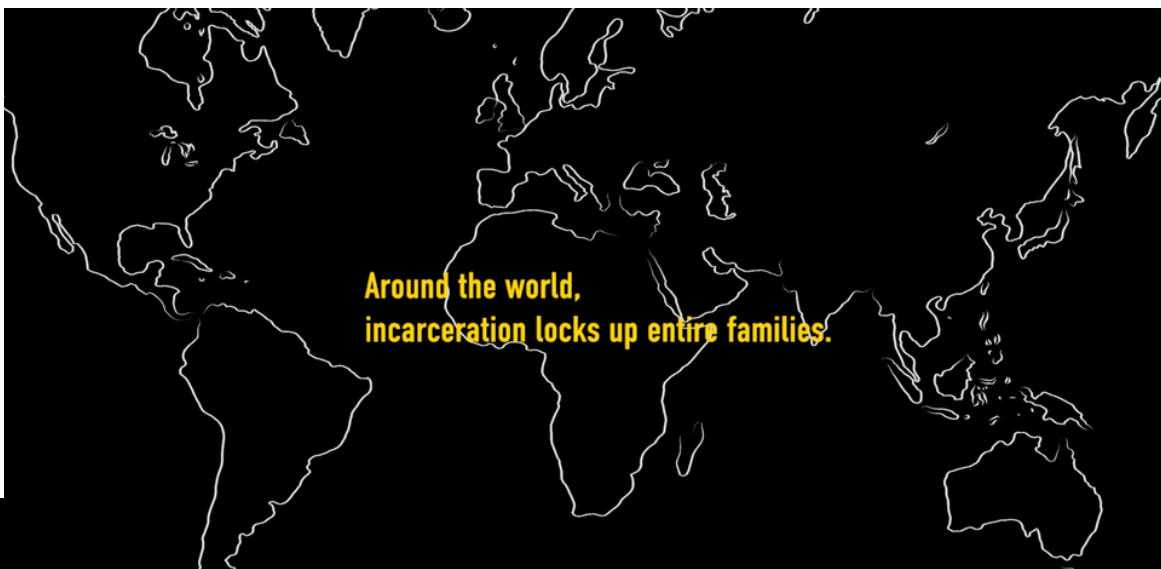 Around the world,
incarceration locks up entire families.